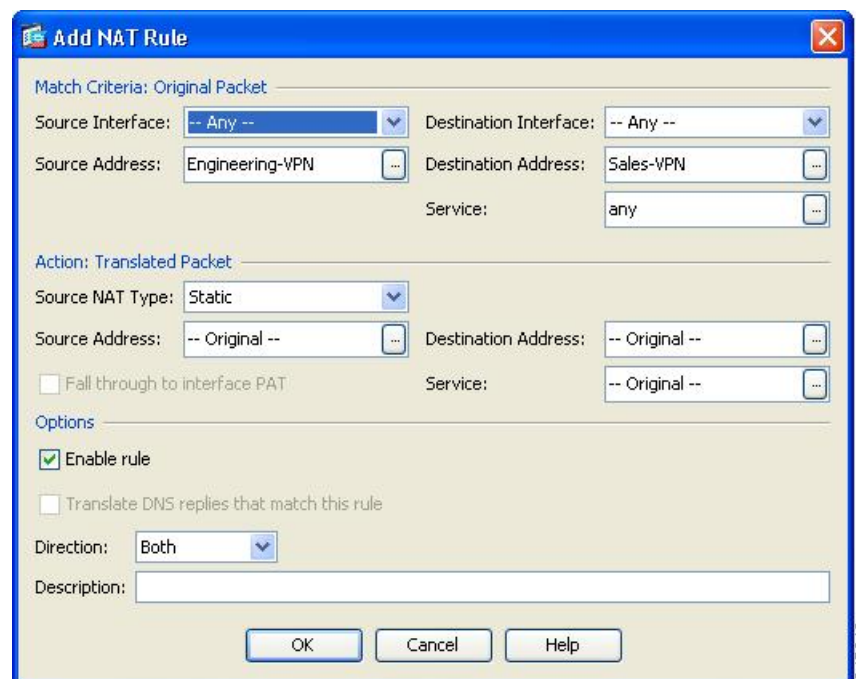 Add NAT Rule
Match Criteria: Original Packet
Source Interface: -- Any -- Destination Interface: -- Any --
Source Address: Engineering-VPN ... Destination Address: Sales-VPN ...
Service: any ...
Action: Translated Packet
Source NAT Type: Static
Source Address: -- Original -- ... Destination Address: -- Original -- ...
Fall through to interface PAT Service: -- Original -- ...
Options
Enable rule
Translate DNS replies that match this rule
Direction: Both
Description:
OK Cancel Help